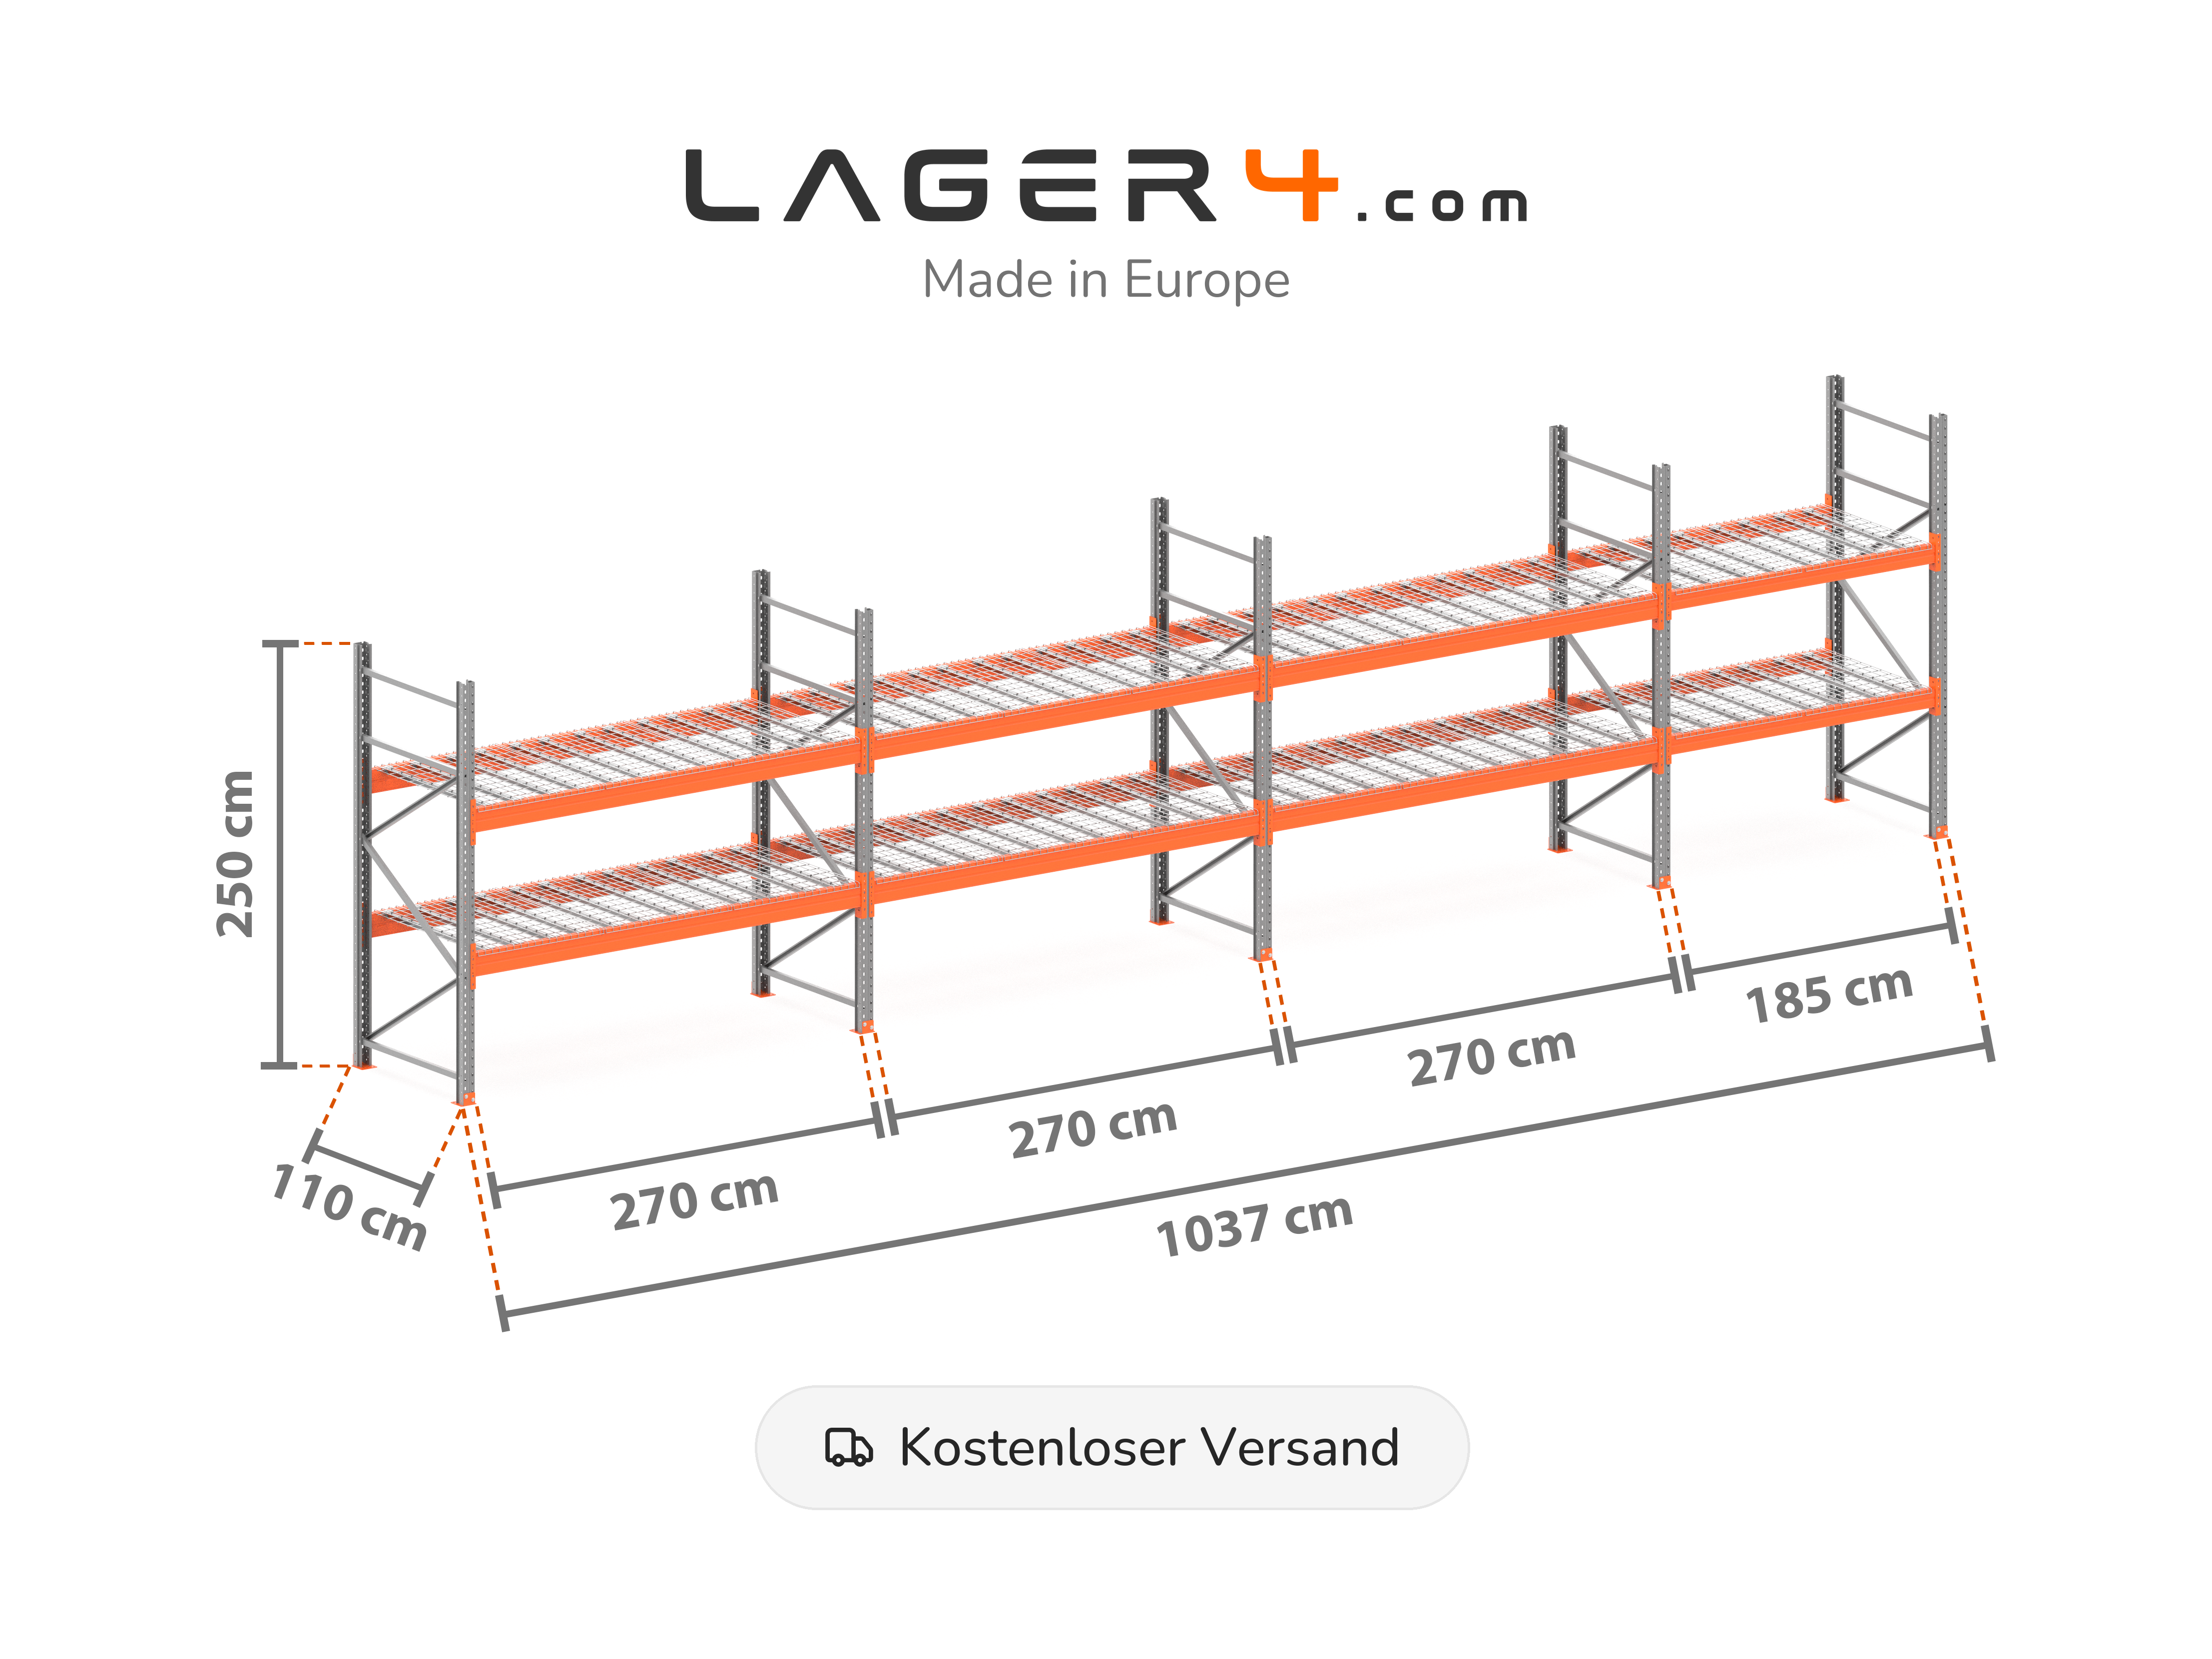 LAGER4.com
Made in Europe
250 cm
110 cm
270 cm
270 cm
270 cm
185 cm
1037 cm
Kostenloser Versand